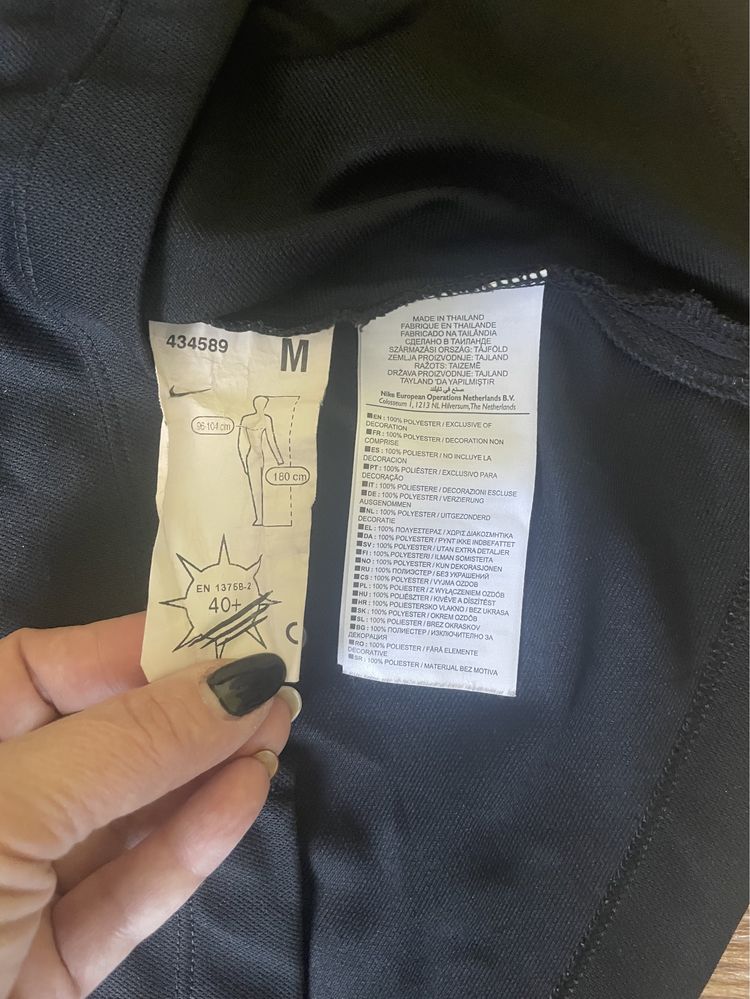 434589
M
96-104 cm
180 cm
EN 13758-2
40+
MADE IN THAILAND
FABRIQUE EN THAILANDE
FABRICADO NA TAILÂNDIA
СДЕЛАНО В ТАИЛАНДЕ
SZÁRMAZÁSI ORSZÁG: TÁJFÖLD
ZEMLJA PROIZVODNJE: TAJLAND
RAŽOTS: TAIZEMĒ
DRŽAVA PROIZVODNJE: TAJLAND
TAYLAND 'DA YAPILMIŞTIR
صنع في تايلاند
Nike European Operations Netherlands B.V.
Colosseum 1, 1213 NL Hilversum, The Netherlands
EN : 100% POLYESTER / EXCLUSIVE OF
DECORATION
FR : 100% POLYESTER / DECORATION NON
COMPRISE
ES : 100% POLIESTER / NO INCLUYE LA
DECORACION
PT : 100% POLIÉSTER / EXCLUSIVO PARA
DECORAÇÃO
IT : 100% POLIESTERE / DECORAZIONI ESCLUSE
DE : 100% POLYESTER / VERZIERUNG
AUSGENOMMEN
NL : 100% POLYESTER / UITGEZONDERD
DECORATIE
EL : 100% ΠΟΛΥΕΣΤΕΡΑΣ / ΧΩΡΙΣ ΔΙΑΚΟΣΜΗΤΙΚΑ
DA : 100% POLYESTER / PYNT IKKE INDBEFATTET
SV : 100% POLYESTER / UTAN EXTRA DETALJER
FI : 100% POLYESTERI / ILMAN SOMISTEITA
NO : 100% POLYESTER / KUN DEKORASJONEN
RU : 100% ПОЛИЭСТЕР / БЕЗ УКРАШЕНИЙ
CS : 100% POLYESTER / VYJMA OZDOB
PL : 100% POLIESTER / Z WYŁĄCZENIEM OZDÓB
HU : 100% POLIÉSZTER / KIVÉVE A DÍSZÍTÉST
HR : 100% POLIESTERSKO VLAKNO / BEZ UKRASA
SK : 100% POLYESTER / OKREM OZDÔB
SL : 100% POLIESTER / BREZ OKRASKOV
BG : 100% ПОЛИЕСТЕР / ИЗКЛЮЧИТЕЛНО ЗА
ДЕКОРАЦИЯ
RO : 100% POLIESTER / FĂRĂ ELEMENTE
DECORATIVE
SR : 100% POLIESTER / MATERIJAL BEZ MOTIVA